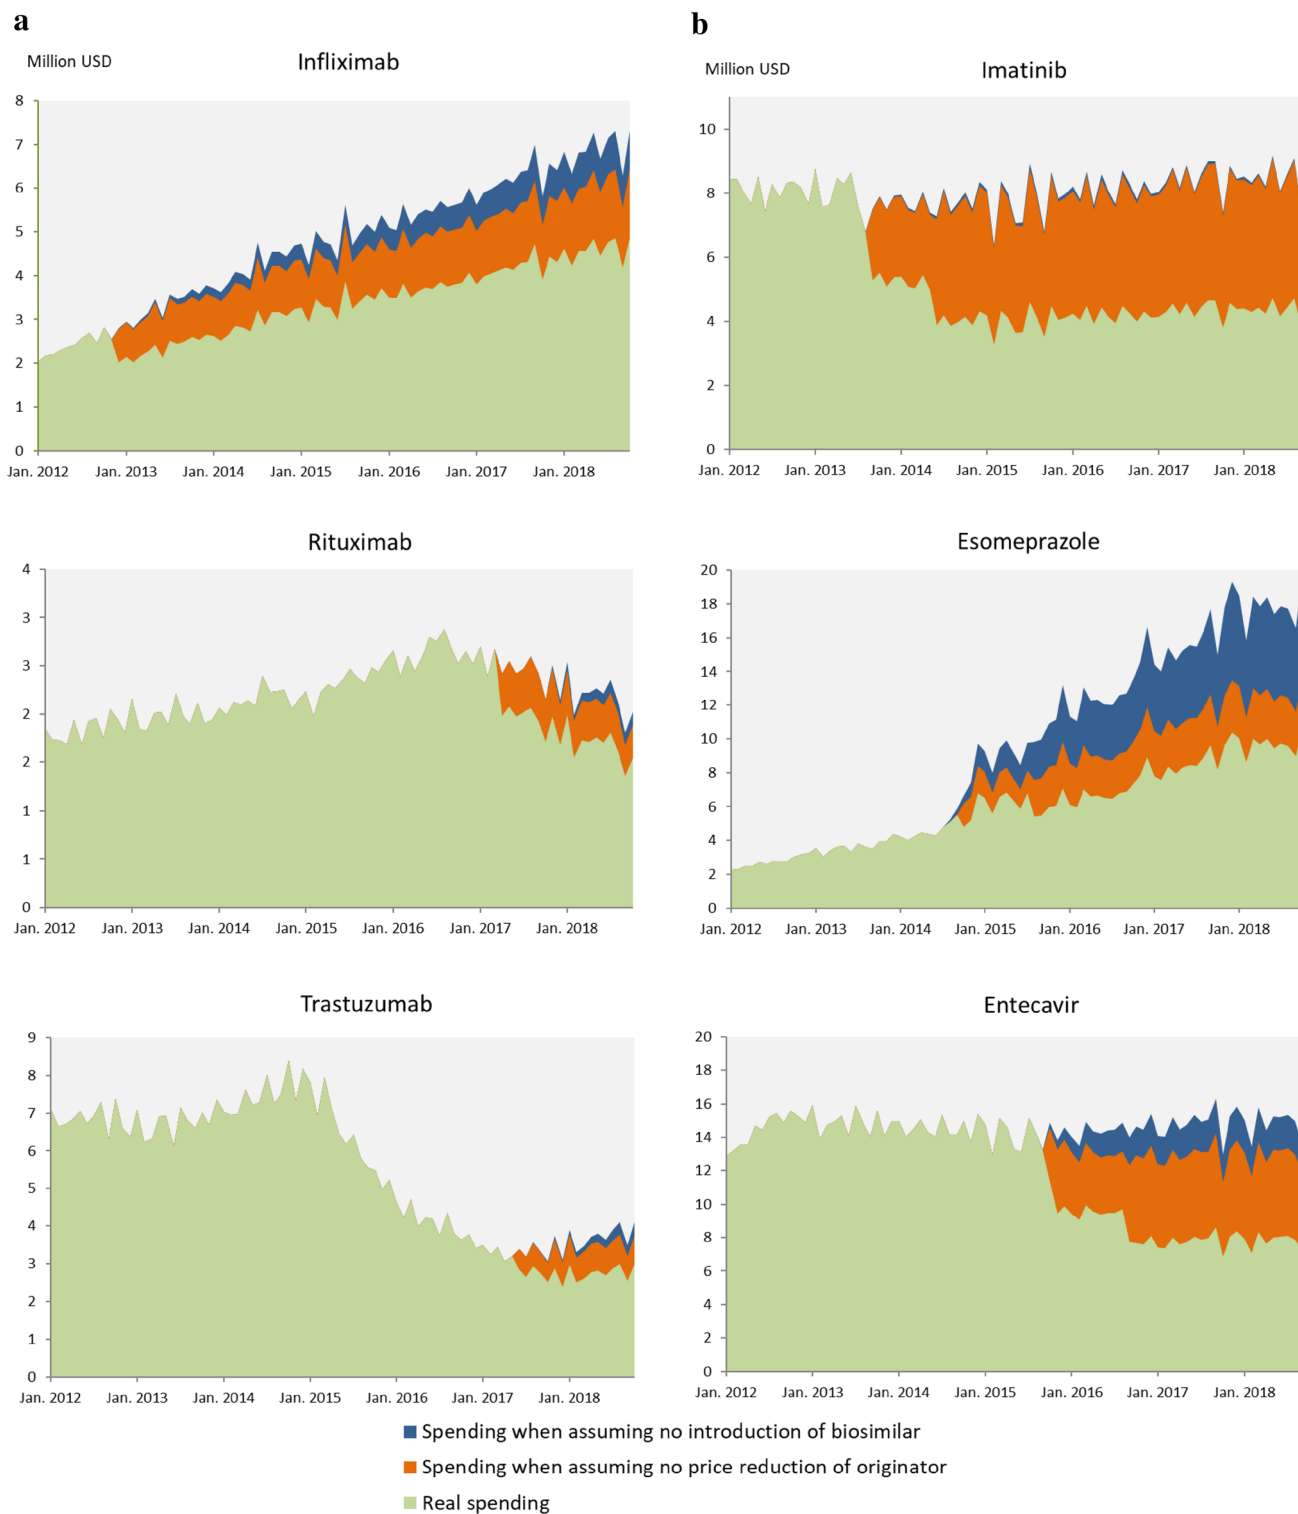 a
Infliximab
Million USD
8
7
6
5
4
3
2
1
0
Jan. 2012 Jan. 2013 Jan. 2014 Jan. 2015 Jan. 2016 Jan. 2017 Jan. 2018
Rituximab
4
3
3
2
2
1
1
0
Jan. 2012 Jan. 2013 Jan. 2014 Jan. 2015 Jan. 2016 Jan. 2017 Jan. 2018
Trastuzumab
9
8
7
6
5
4
3
2
1
0
Jan. 2012 Jan. 2013 Jan. 2014 Jan. 2015 Jan. 2016 Jan. 2017 Jan. 2018
b
Imatinib
Million USD
10
8
6
4
2
0
Jan. 2012 Jan. 2013 Jan. 2014 Jan. 2015 Jan. 2016 Jan. 2017 Jan. 2018
Esomeprazole
20
18
16
14
12
10
8
6
4
2
0
Jan. 2012 Jan. 2013 Jan. 2014 Jan. 2015 Jan. 2016 Jan. 2017 Jan. 2018
Entecavir
20
18
16
14
12
10
8
6
4
2
0
Jan. 2012 Jan. 2013 Jan. 2014 Jan. 2015 Jan. 2016 Jan. 2017 Jan. 2018
Spending when assuming no introduction of biosimilar
Spending when assuming no price reduction of originator
Real spending